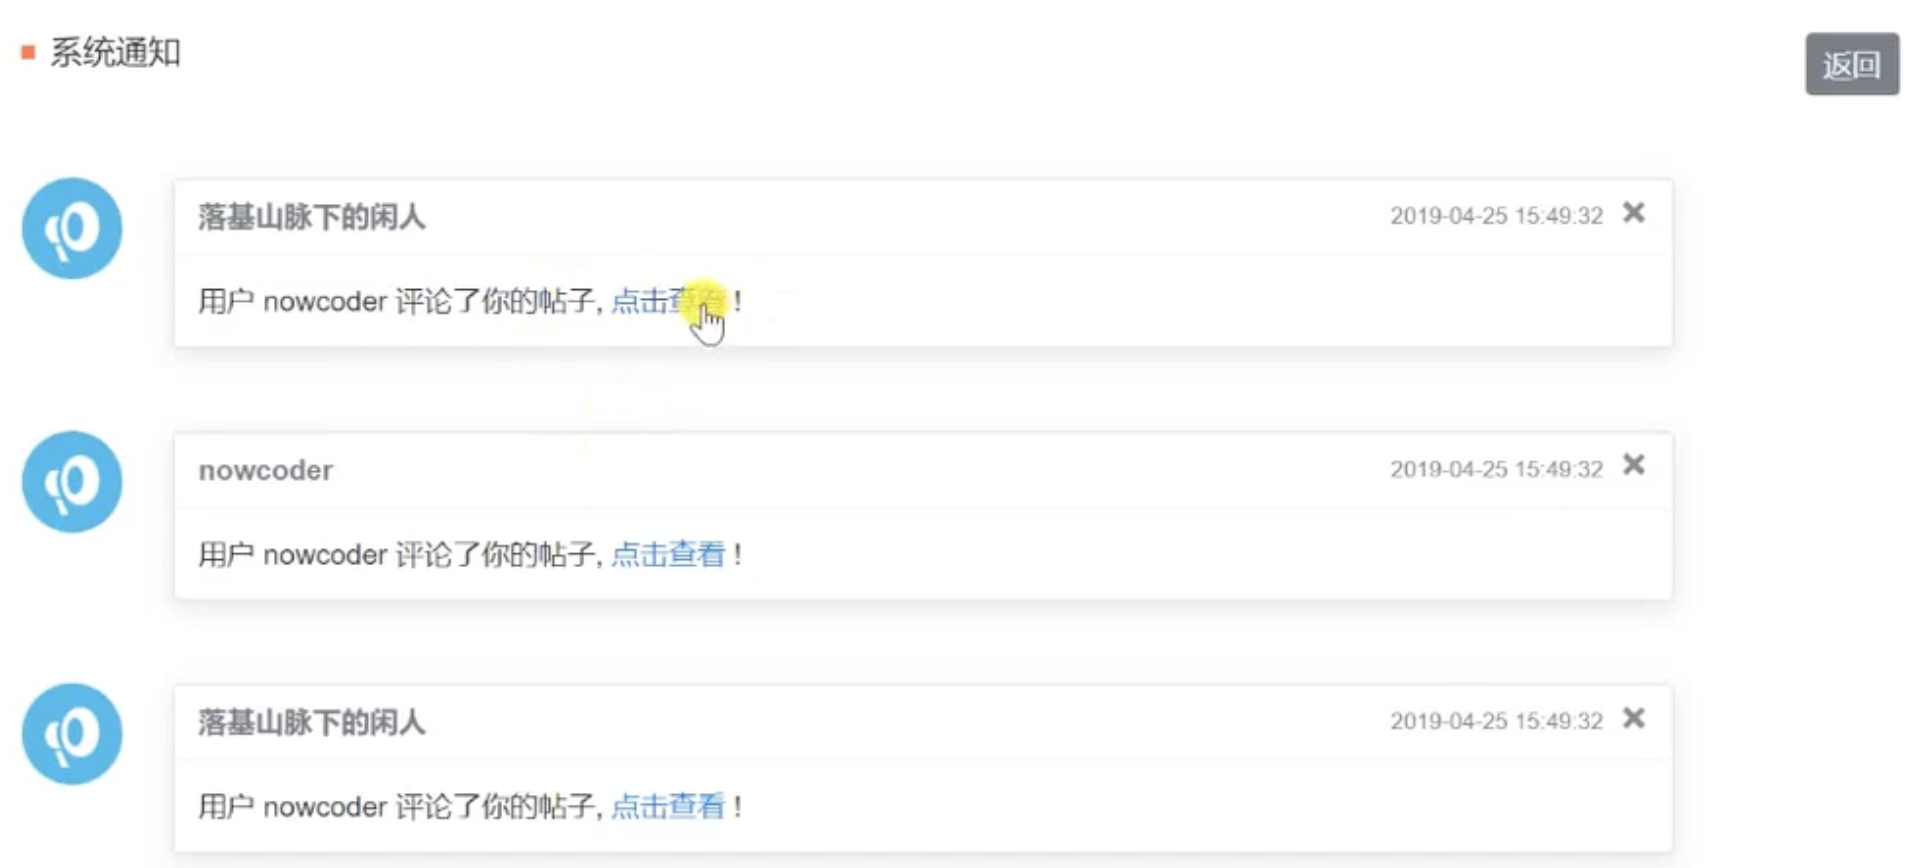 系统通知
返回
落基山脉下的闲人 2019-04-25 15:49:32 ×
用户 nowcoder 评论了你的帖子, 点击查看 !
nowcoder 2019-04-25 15:49:32 ×
用户 nowcoder 评论了你的帖子, 点击查看 !
落基山脉下的闲人 2019-04-25 15:49:32 ×
用户 nowcoder 评论了你的帖子, 点击查看 !